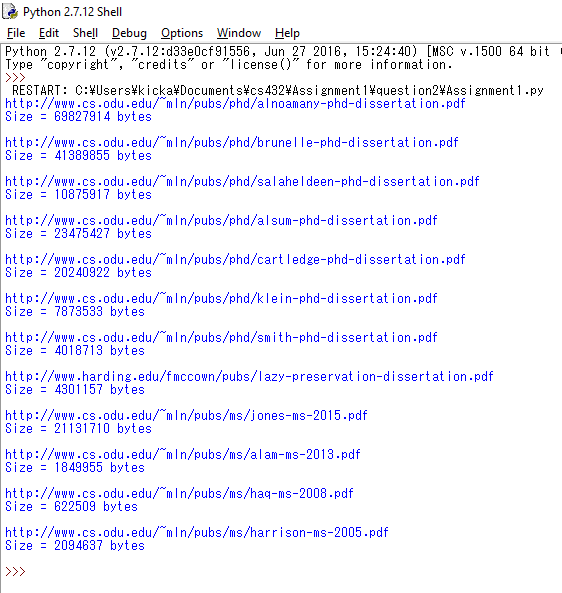 Python 2.7.12 Shell
File Edit Shell Debug Options Window Help
Python 2.7.12 (v2.7.12:d33e0cf91556, Jun 27 2016, 15:24:40) [MSC v.1500 64 bit (
Type "copyright", "credits" or "license()" for more information.
>>>
RESTART: C:¥Users¥kicka¥Documents¥cs432¥Assignment1¥question2¥Assignment1.py
http://www.cs.odu.edu/~mln/pubs/phd/alnoamany-phd-dissertation.pdf
Size = 69827914 bytes
http://www.cs.odu.edu/~mln/pubs/phd/brunelle-phd-dissertation.pdf
Size = 41389855 bytes
http://www.cs.odu.edu/~mln/pubs/phd/salaheldeen-phd-dissertation.pdf
Size = 10875917 bytes
http://www.cs.odu.edu/~mln/pubs/phd/alsum-phd-dissertation.pdf
Size = 23475427 bytes
http://www.cs.odu.edu/~mln/pubs/phd/cartledge-phd-dissertation.pdf
Size = 20240922 bytes
http://www.cs.odu.edu/~mln/pubs/phd/klein-phd-dissertation.pdf
Size = 7873533 bytes
http://www.cs.odu.edu/~mln/pubs/phd/smith-phd-dissertation.pdf
Size = 4018713 bytes
http://www.harding.edu/fmccown/pubs/lazy-preservation-dissertation.pdf
Size = 4301157 bytes
http://www.cs.odu.edu/~mln/pubs/ms/jones-ms-2015.pdf
Size = 21131710 bytes
http://www.cs.odu.edu/~mln/pubs/ms/alam-ms-2013.pdf
Size = 1849955 bytes
http://www.cs.odu.edu/~mln/pubs/ms/haq-ms-2008.pdf
Size = 622509 bytes
http://www.cs.odu.edu/~mln/pubs/ms/harrison-ms-2005.pdf
Size = 2094637 bytes
>>>